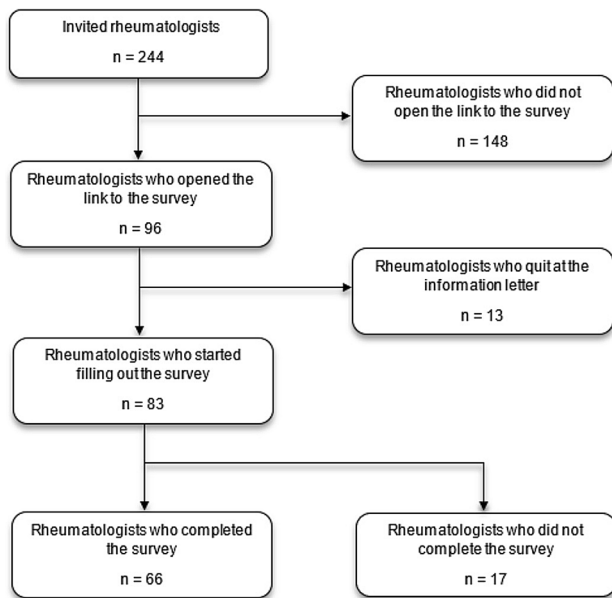 Invited rheumatologists
n = 244
Rheumatologists who did not
open the link to the survey
n = 148
Rheumatologists who opened the
link to the survey
n = 96
Rheumatologists who quit at the
information letter
n = 13
Rheumatologists who started
filling out the survey
n = 83
Rheumatologists who completed
the survey
n = 66
Rheumatologists who did not
complete the survey
n = 17